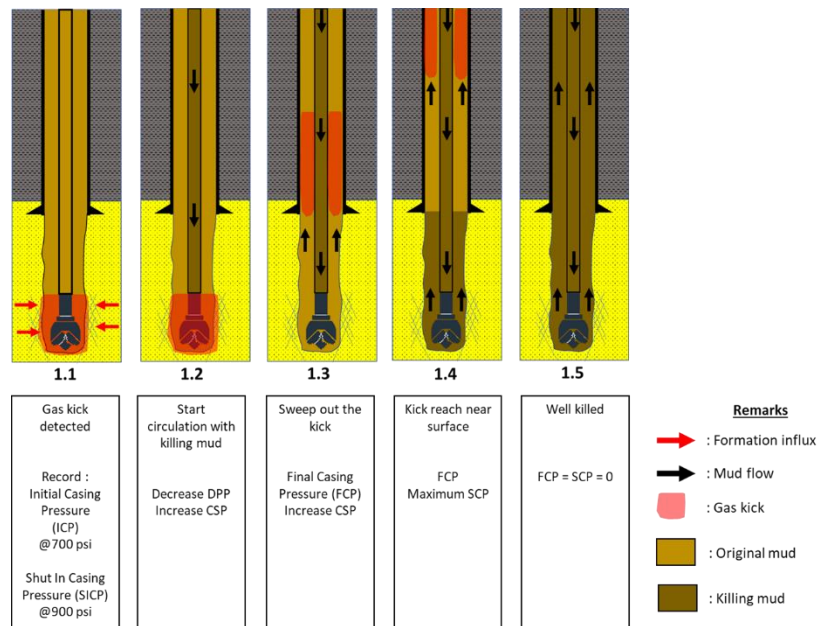 1.1
1.2
1.3
1.4
1.5
Gas kick
detected
Record :
Initial Casing
Pressure
(ICP)
@700 psi
Shut In Casing
Pressure (SICP)
@900 psi
Start
circulation with
killing mud
Decrease DPP
Increase CSP
Sweep out the
kick
Final Casing
Pressure (FCP)
Increase CSP
Kick reach near
surface
FCP
Maximum SCP
Well killed
FCP = SCP = 0
Remarks
: Formation influx
: Mud flow
: Gas kick
: Original mud
: Killing mud